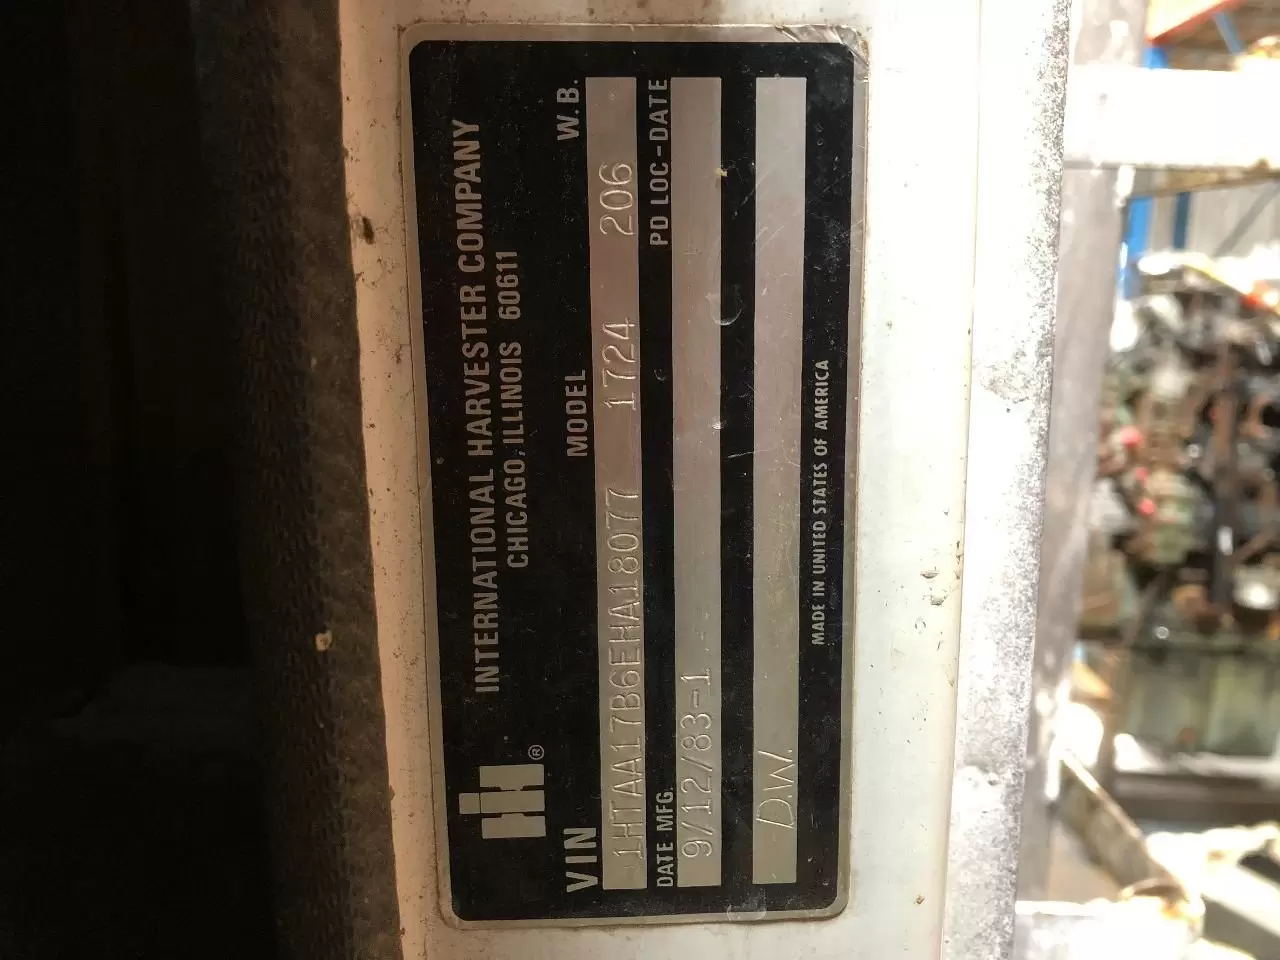 INTERNATIONAL HARVESTER COMPANY
CHICAGO, ILLINOIS 60611
VIN MODEL W.B.
1HTAA17B6EHA18077 1724 206
DATE MFG. PD LOC-DATE
9/12/83-1
D.W.
MADE IN UNITED STATES OF AMERICA